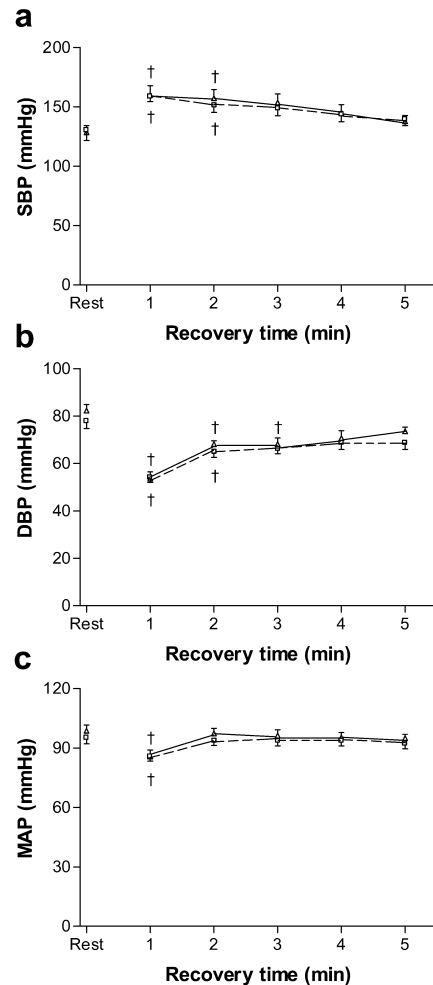 a
200
† †
150
† †
100
50
0
SBP (mmHg)
Rest 1 2 3 4 5
Recovery time (min)
b
100
80
† †
60
†
† †
40
20
0
DBP (mmHg)
Rest 1 2 3 4 5
Recovery time (min)
c
120
90
†
†
60
30
0
MAP (mmHg)
Rest 1 2 3 4 5
Recovery time (min)